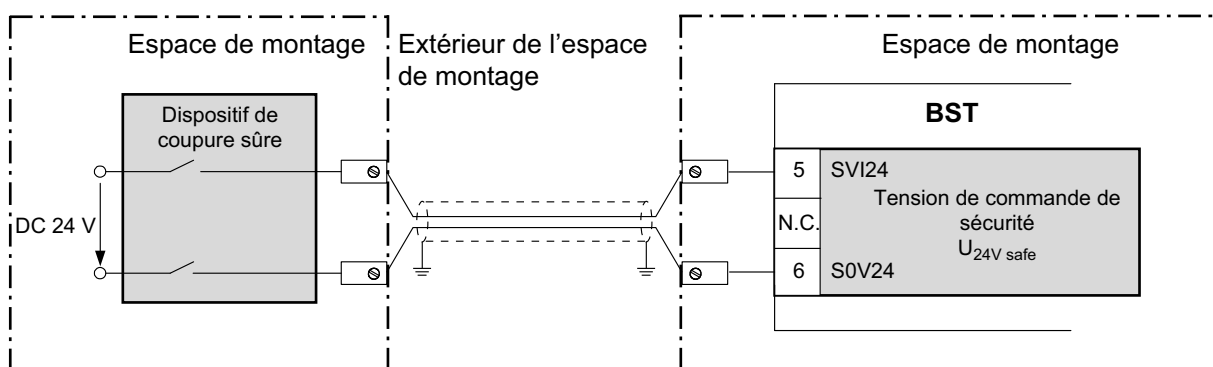 Espace de montage
Extérieur de l’espace
de montage
Espace de montage
Dispositif de
coupure sûre
DC 24 V
BST
5
SVI24
Tension de commande de
sécurité
U24V safe
N.C.
6
S0V24